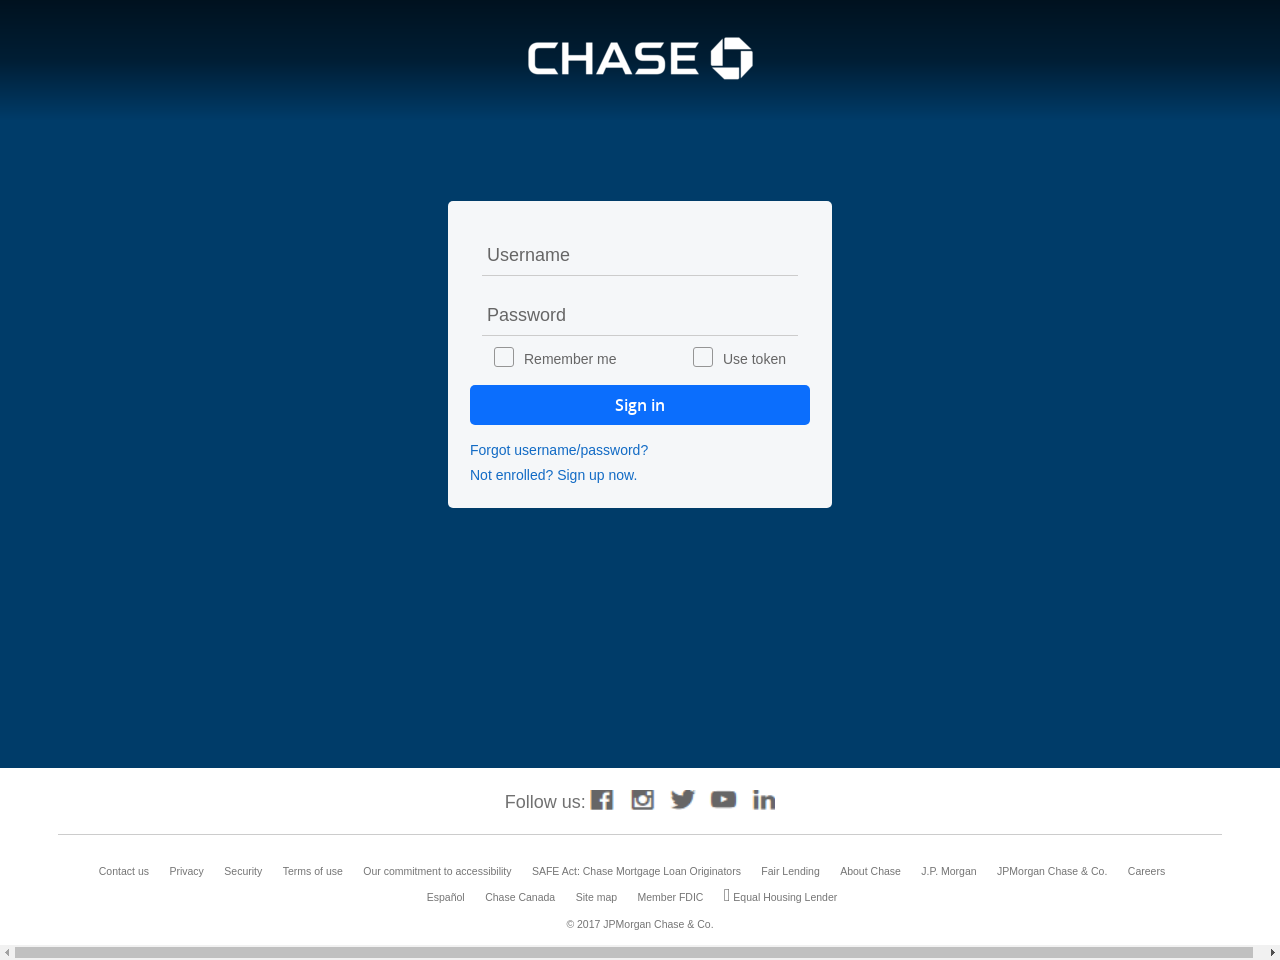 CHASE
Username
Password
Remember me Use token
Sign in
Forgot username/password?
Not enrolled? Sign up now.
Follow us:
Contact us Privacy Security Terms of use Our commitment to accessibility SAFE Act: Chase Mortgage Loan Originators Fair Lending About Chase J.P. Morgan JPMorgan Chase & Co. Careers
Español Chase Canada Site map Member FDIC Equal Housing Lender
© 2017 JPMorgan Chase & Co.